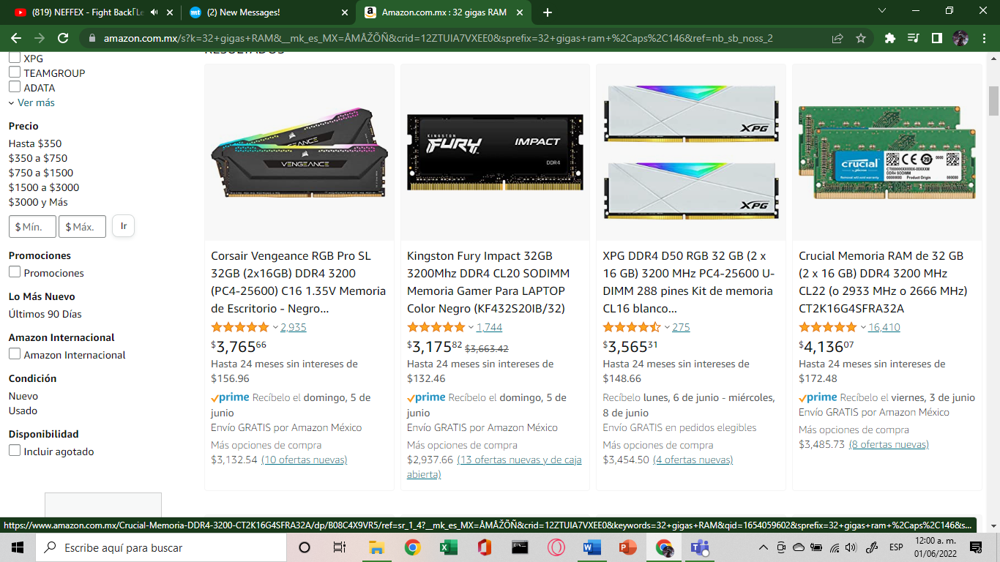 (819) NEFFEX - Fight Back
(2) New Messages!
Amazon.com.mx : 32 gigas RAM
amazon.com.mx/s?k=32+gigas+RAM&__mk_es_MX=ÅMÅŽÕÑ&crid=12ZTUIA7VXEE0&sprefix=32+gigas+ram+%2Caps%2C146&ref=nb_sb_noss_2
RESULTADOS
XPG
TEAMGROUP
ADATA
Ver más
Precio
Hasta $350
$350 a $750
$750 a $1500
$1500 a $3000
$3000 y Más
$ Mín.
$ Máx.
Ir
Promociones
Promociones
Lo Más Nuevo
Últimos 90 Días
Amazon Internacional
Amazon Internacional
Condición
Nuevo
Usado
Disponibilidad
Incluir agotado
VENGEANCE
Corsair Vengeance RGB Pro SL
32GB (2x16GB) DDR4 3200
(PC4-25600) C16 1.35V Memoria
de Escritorio - Negro...
2,935
$3,76566
Hasta 24 meses sin intereses de
$156.96
prime Recíbelo el domingo, 5 de
junio
Envío GRATIS por Amazon México
Más opciones de compra
$3,132.54 (10 ofertas nuevas)
KINGSTON
FURY
IMPACT
DDR4
Kingston Fury Impact 32GB
3200Mhz DDR4 CL20 SODIMM
Memoria Gamer Para LAPTOP
Color Negro (KF432S20IB/32)
1,744
$3,17582 $3,663.42
Hasta 24 meses sin intereses de
$132.46
prime Recíbelo el domingo, 5 de
junio
Envío GRATIS por Amazon México
Más opciones de compra
$2,937.66 (13 ofertas nuevas y de caja
abierta)
XPG
XPG
XPG DDR4 D50 RGB 32 GB (2 x
16 GB) 3200 MHz PC4-25600 U-
DIMM 288 pines Kit de memoria
CL16 blanco...
275
$3,56531
Hasta 24 meses sin intereses de
$148.66
Recíbelo lunes, 6 de junio - miércoles,
8 de junio
Envío GRATIS en pedidos elegibles
Más opciones de compra
$3,454.50 (4 ofertas nuevas)
crucial
DDR4 SODIMM
Product Origin
Crucial Memoria RAM de 32 GB
(2 x 16 GB) DDR4 3200 MHz
CL22 (o 2933 MHz o 2666 MHz)
CT2K16G4SFRA32A
16,410
$4,13607
Hasta 24 meses sin intereses de
$172.48
prime Recíbelo el viernes, 3 de junio
Envío GRATIS por Amazon México
Más opciones de compra
$3,485.73 (8 ofertas nuevas)
https://www.amazon.com.mx/Crucial-Memoria-DDR4-3200-CT2K16G4SFRA32A/dp/B08C4X9VR5/ref=sr_1_4?__mk_es_MX=ÅMÅŽÕÑ&crid=12ZTUIA7VXEE0&keywords=32+gigas+RAM&qid=1654059602&sprefix=32+gigas+ram+%2Caps%2C146&s...
Escribe aquí para buscar
ESP
12:00 a. m.
01/06/2022